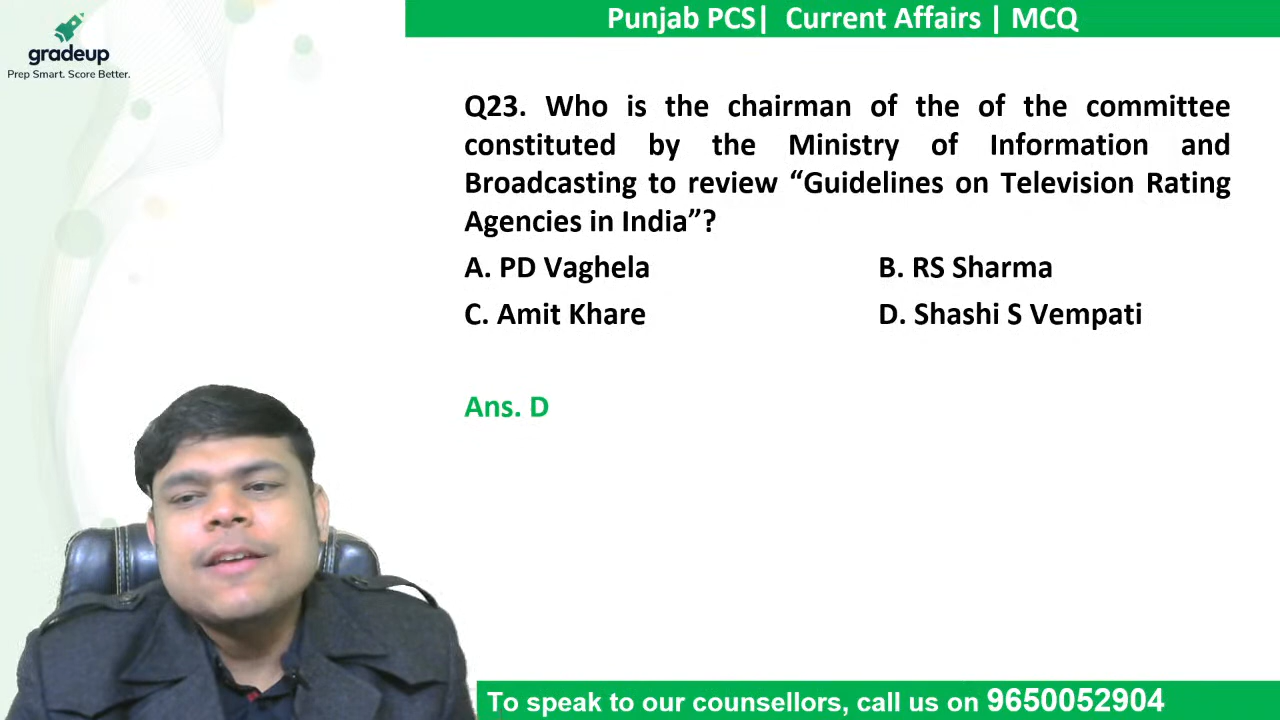 gradeup
Prep Smart. Score Better.
Punjab PCS| Current Affairs | MCQ
Q23. Who is the chairman of the of the committee
constituted by the Ministry of Information and
Broadcasting to review “Guidelines on Television Rating
Agencies in India”?
A. PD Vaghela B. RS Sharma
C. Amit Khare D. Shashi S Vempati
Ans. D
To speak to our counsellors, call us on 9650052904